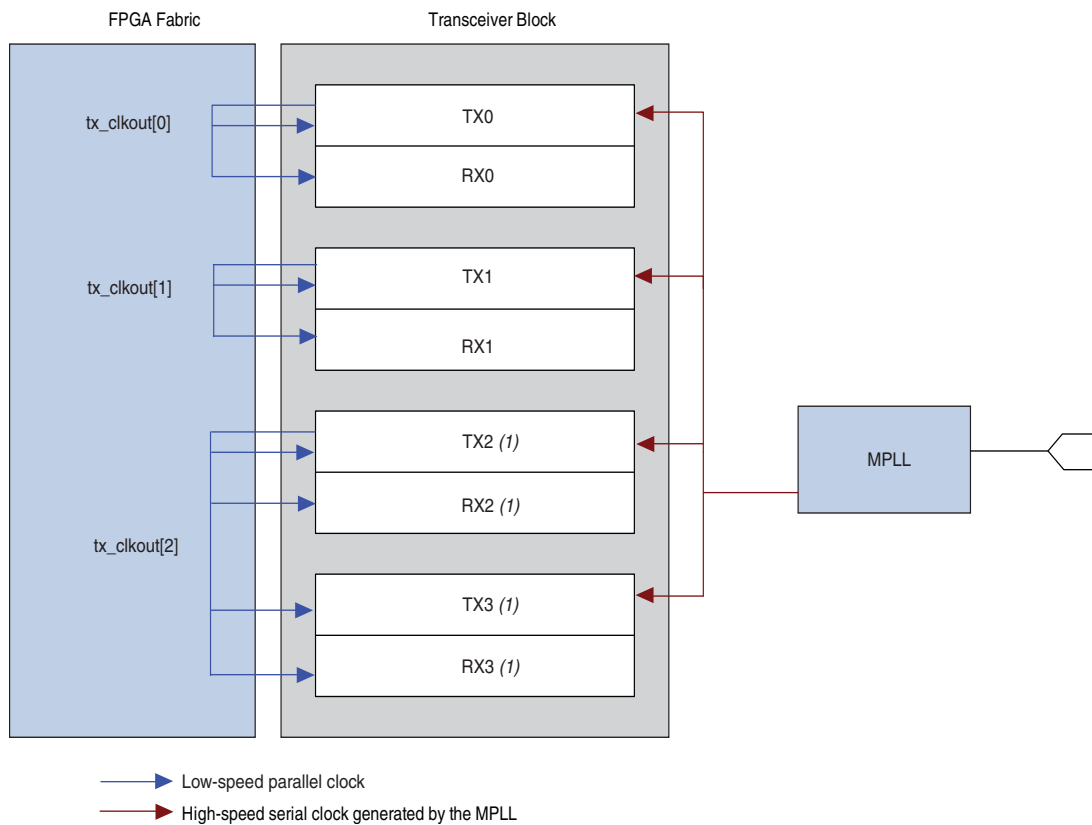 FPGA Fabric
Transceiver Block
tx_clkout[0]
TX0
RX0
tx_clkout[1]
TX1
RX1
TX2 (1)
MPLL
RX2 (1)
tx_clkout[2]
TX3 (1)
RX3 (1)
Low-speed parallel clock
High-speed serial clock generated by the MPLL